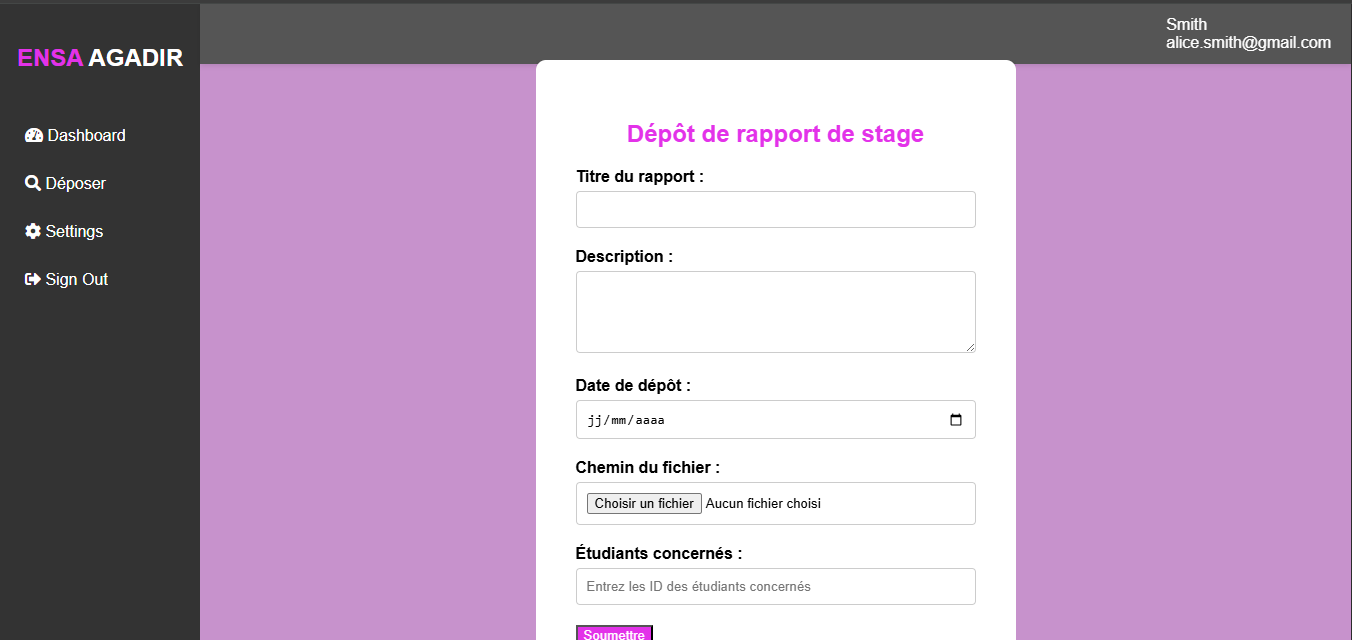 Smith
alice.smith@gmail.com
ENSA AGADIR
Dashboard
Déposer
Settings
Sign Out
Dépôt de rapport de stage
Titre du rapport :
Description :
Date de dépôt :
jj/mm/aaaa
Chemin du fichier :
Choisir un fichier Aucun fichier choisi
Étudiants concernés :
Entrez les ID des étudiants concernés
Soumettre